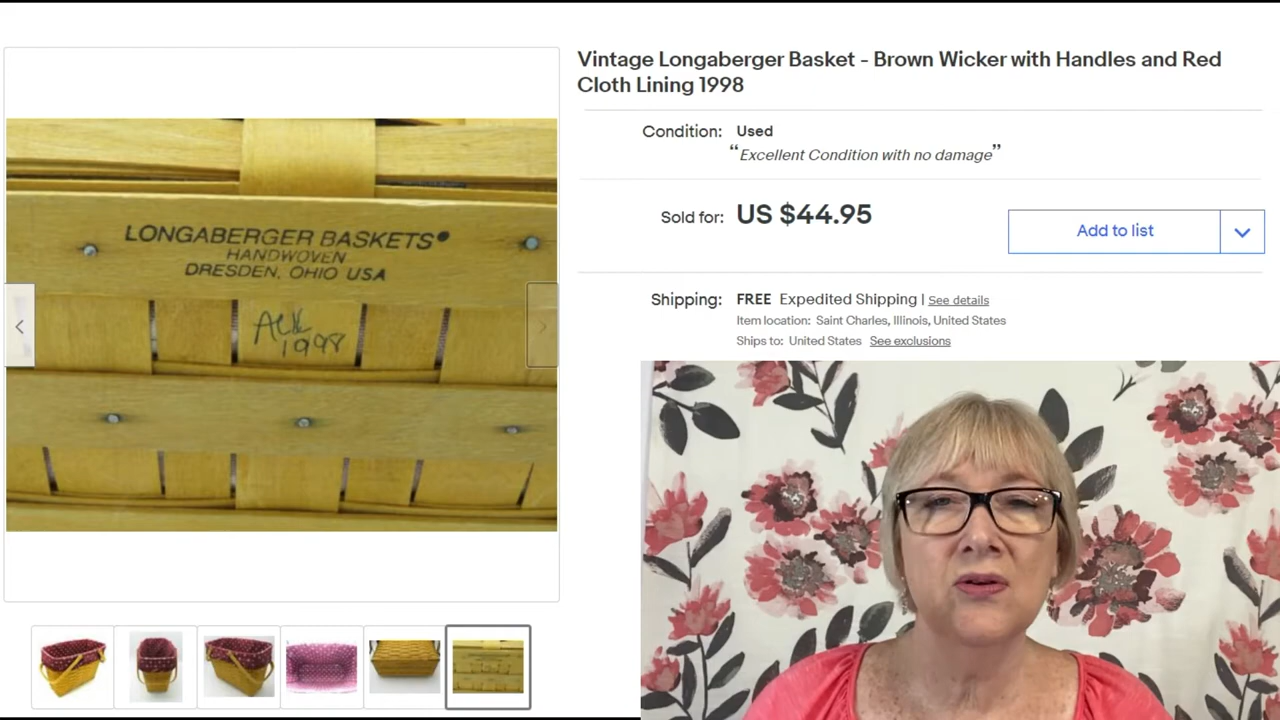 Vintage Longaberger Basket - Brown Wicker with Handles and Red
Cloth Lining 1998
Condition: Used
“Excellent Condition with no damage”
Sold for: US $44.95
Add to list
Shipping: FREE Expedited Shipping | See details
Item location: Saint Charles, Illinois, United States
Ships to: United States See exclusions
LONGABERGER BASKETS®
HANDWOVEN
DRESDEN, OHIO USA
1998